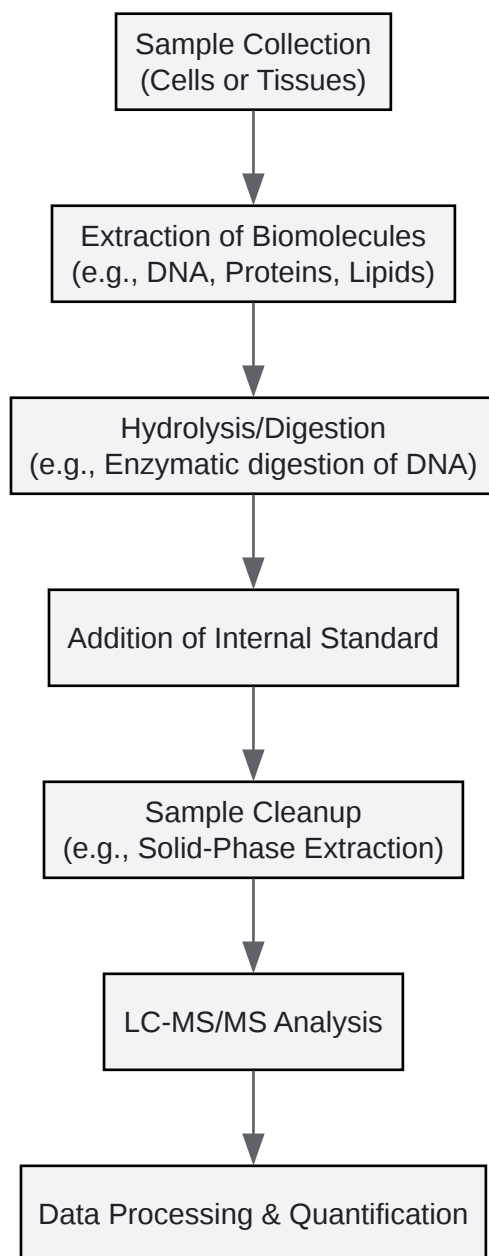 Sample Collection
(Cells or Tissues)
Extraction of Biomolecules
(e.g., DNA, Proteins, Lipids)
Hydrolysis/Digestion
(e.g., Enzymatic digestion of DNA)
Addition of Internal Standard
Sample Cleanup
(e.g., Solid-Phase Extraction)
LC-MS/MS Analysis
Data Processing & Quantification